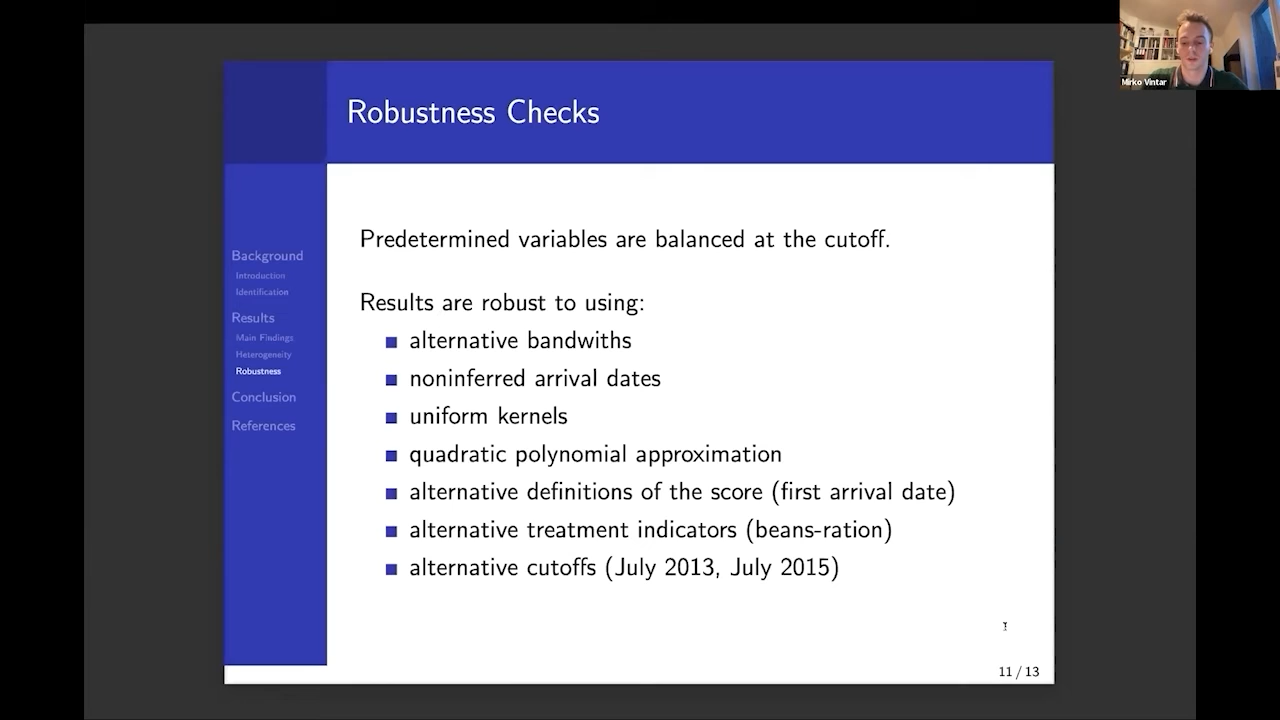 Mirko Vintar
Robustness Checks
Background
Introduction
Identification
Results
Main Findings
Heterogeneity
Robustness
Conclusion
References
Predetermined variables are balanced at the cutoff.
Results are robust to using:
alternative bandwiths
noninferred arrival dates
uniform kernels
quadratic polynomial approximation
alternative definitions of the score (first arrival date)
alternative treatment indicators (beans-ration)
alternative cutoffs (July 2013, July 2015)
11 / 13